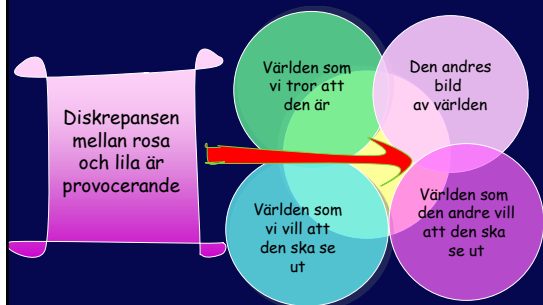 Diskrepansen
mellan rosa
och lila är
provocerande
Världen som
vi tror att
den är
Den andres
bild
av världen
Världen som
vi vill att
den ska se
ut
Världen som
den andre vill
att den ska
se ut